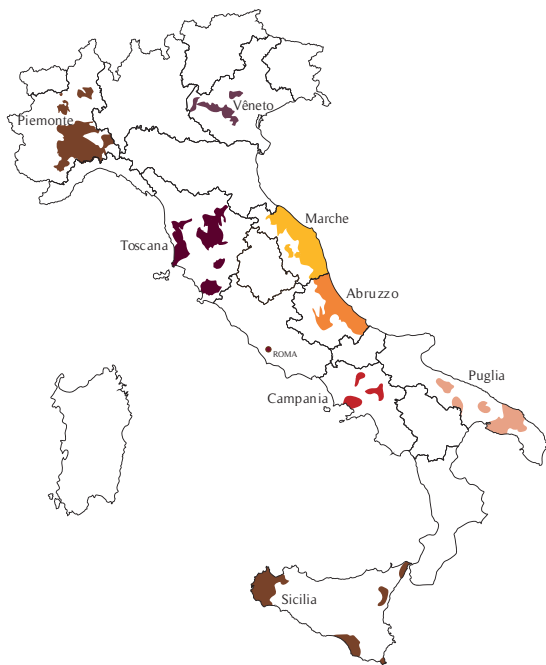 Vêneto
Piemonte
Marche
Toscana
Abruzzo
ROMA
Puglia
Campania
Sicilia